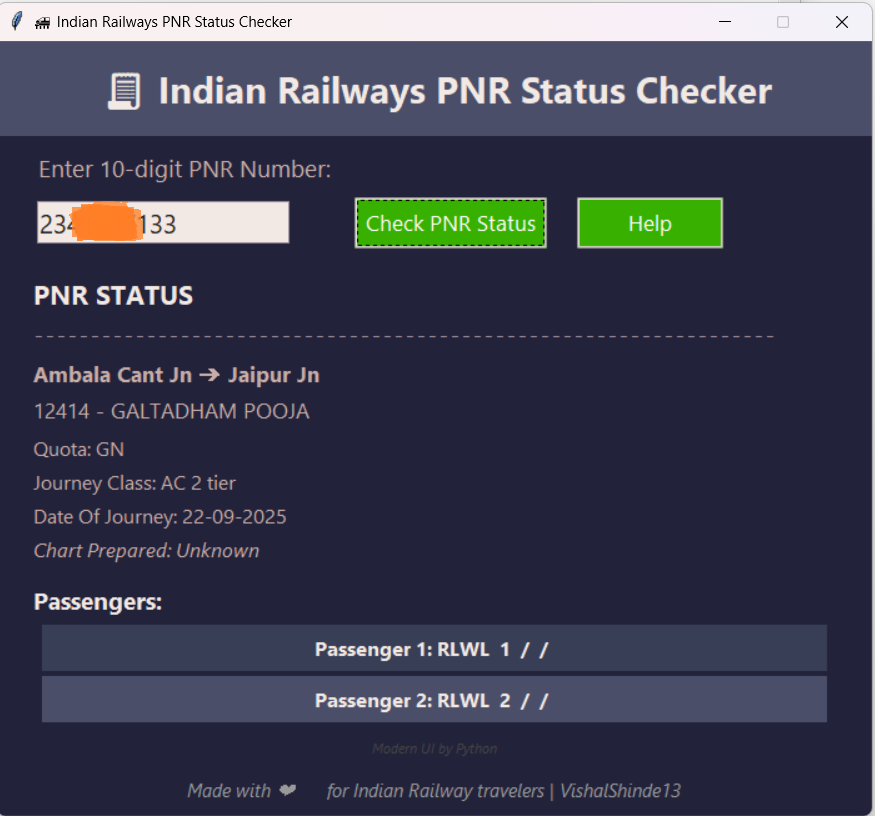 Indian Railways PNR Status Checker
Indian Railways PNR Status Checker
Enter 10-digit PNR Number:
234 133
Check PNR Status
Help
PNR STATUS
------------------------------------------------------------------
Ambala Cant Jn → Jaipur Jn
12414 - GALTADHAM POOJA
Quota: GN
Journey Class: AC 2 tier
Date Of Journey: 22-09-2025
Chart Prepared: Unknown
Passengers:
Passenger 1: RLWL 1 / /
Passenger 2: RLWL 2 / /
Modern UI by Python
Made with ❤ for Indian Railway travelers | VishalShinde13